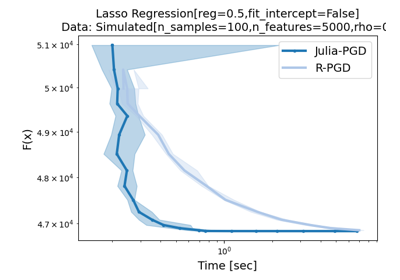 Lasso Regression[reg=0.5,fit_intercept=False]
Data: Simulated[n_samples=100,n_features=5000,rho=0
5.1 × 10⁴
5 × 10⁴
4.9 × 10⁴
4.8 × 10⁴
4.7 × 10⁴
F(x)
Julia-PGD
R-PGD
10⁰
Time [sec]